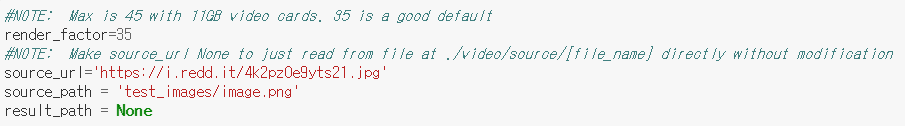 #NOTE:  Max is 45 with 11GB video cards. 35 is a good default
render_factor=35
#NOTE:  Make source_url None to just read from file at ./video/source/[file_name] directly without modification
source_url='https://i.redd.it/4k2pz0e9yts21.jpg'
source_path = 'test_images/image.png'
result_path = None